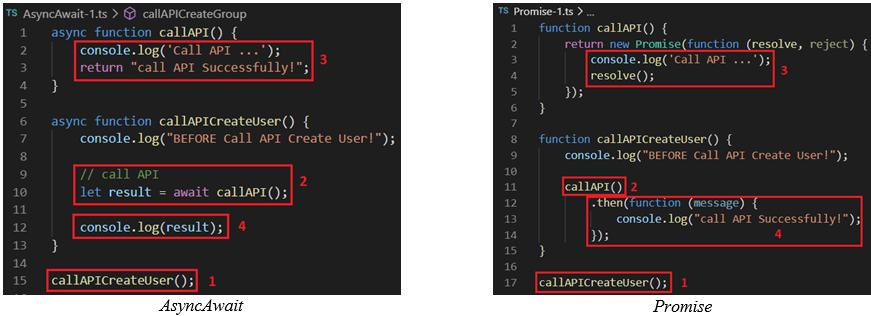 TS AsyncAwait-1.ts > callAPICreateGroup
1 async function callAPI() {
2 console.log('Call API ...');
3 return "call API Successfully!";
3
4 }
5
6 async function callAPICreateUser() {
7 console.log("BEFORE Call API Create User!");
8
9 // call API
2
10 let result = await callAPI();
11
12 console.log(result); 4
13 }
14
15 callAPICreateUser(); 1
AsyncAwait
TS Promise-1.ts > ...
1 function callAPI() {
2 return new Promise(function (resolve, reject) {
3 console.log('Call API ...');
3
4 resolve();
5 });
6 }
7
8 function callAPICreateUser() {
9 console.log("BEFORE Call API Create User!");
10
11 callAPI() 2
12 .then(function (message) {
13 console.log("call API Successfully!");
14 });
4
15 }
16
17 callAPICreateUser(); 1
Promise